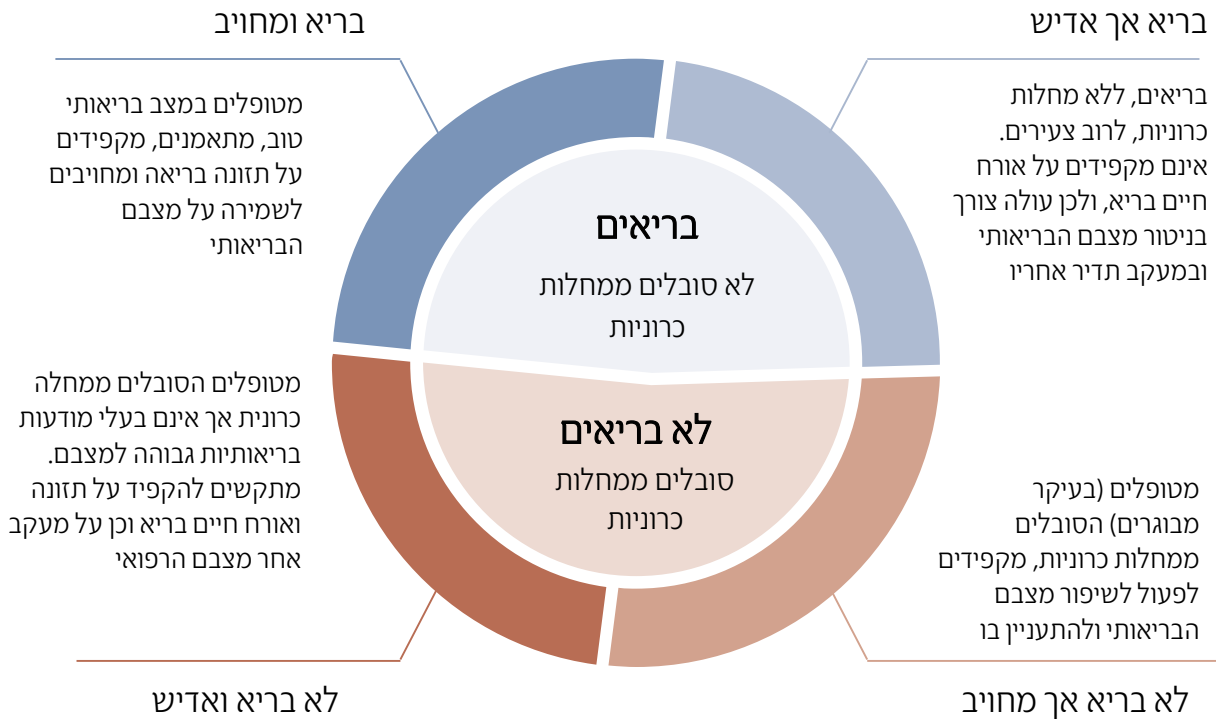 בריא אך אדיש
בריאים, ללא מחלות
כרוניות, לרוב צעירים.
אינם מקפידים על אורח
חיים בריא, ולכן עולה צורך
בניטור מצבם הבריאותי
ובמעקב תדיר אחריו
בריא ומחויב
מטופלים במצב בריאותי
טוב, מתאמנים, מקפידים
על תזונה בריאה ומחויבים
לשמירה על מצבם
הבריאותי
בריאים
לא סובלים ממחלות
כרוניות
לא בריאים
סובלים ממחלות
כרוניות
מטופלים (בעיקר
מבוגרים) הסובלים
ממחלות כרוניות, מקפידים
לפעול לשיפור מצבם
הבריאותי ולהתעניין בו
לא בריא אך מחויב
מטופלים הסובלים ממחלה
כרונית אך אינם בעלי מודעות
בריאותיות גבוהה למצבם.
מתקשים להקפיד על תזונה
ואורח חיים בריא וכן על מעקב
אחר מצבם הרפואי
לא בריא ואדיש